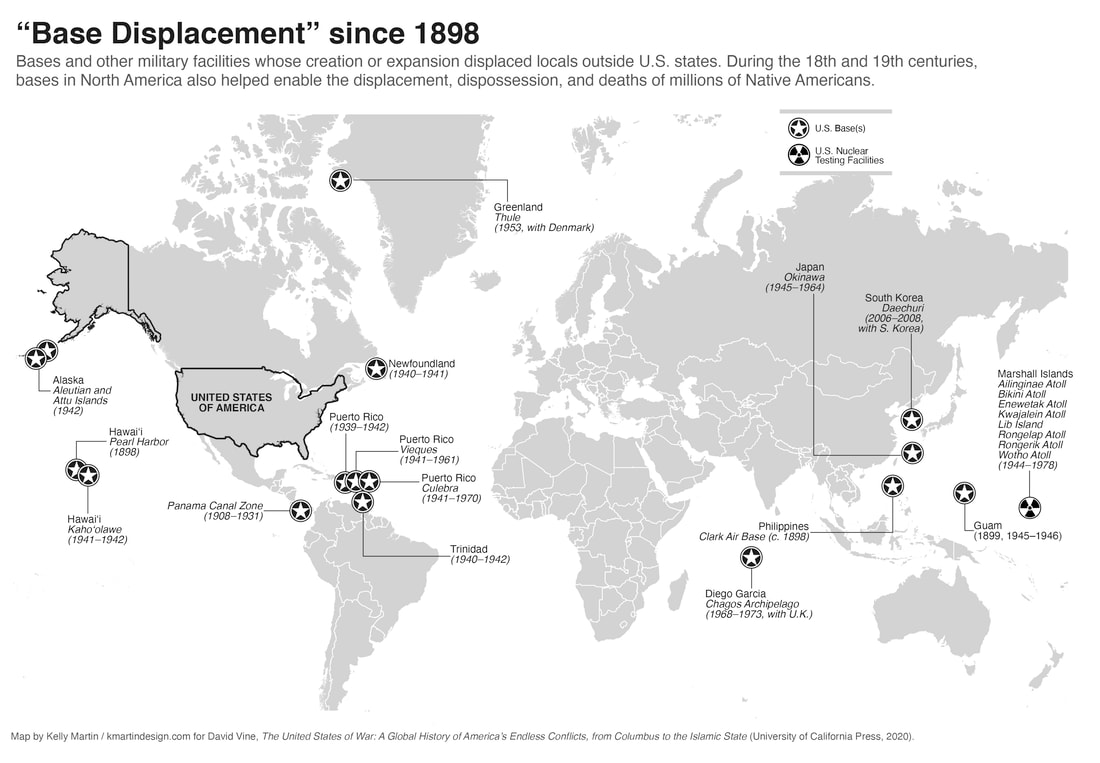 “Base Displacement” since 1898
Bases and other military facilities whose creation or expansion displaced locals outside U.S. states. During the 18th and 19th centuries,
bases in North America also helped enable the displacement, dispossession, and deaths of millions of Native Americans.
U.S. Base(s)
U.S. Nuclear
Testing Facilities
Greenland
Thule
(1953, with Denmark)
Japan
Okinawa
(1945–1964)
South Korea
Daechuri
(2006–2008,
with S. Korea)
Marshall Islands
Ailinginae Atoll
Bikini Atoll
Enewetak Atoll
Kwajalein Atoll
Lib Island
Rongelap Atoll
Rongerik Atoll
Wotho Atoll
(1944–1978)
Alaska
Aleutian and
Attu Islands
(1942)
Newfoundland
(1940–1941)
UNITED STATES
OF AMERICA
Hawai‘i
Pearl Harbor
(1898)
Puerto Rico
(1939–1942)
Puerto Rico
Vieques
(1941–1961)
Puerto Rico
Culebra
(1941–1970)
Panama Canal Zone
(1908–1931)
Hawai‘i
Kaho‘olawe
(1941–1942)
Trinidad
(1940–1942)
Philippines
Clark Air Base (c. 1898)
Guam
(1899, 1945–1946)
Diego Garcia
Chagos Archipelago
(1968–1973, with U.K.)
Map by Kelly Martin / kmartindesign.com for David Vine, The United States of War: A Global History of America’s Endless Conflicts, from Columbus to the Islamic State (University of California Press, 2020).